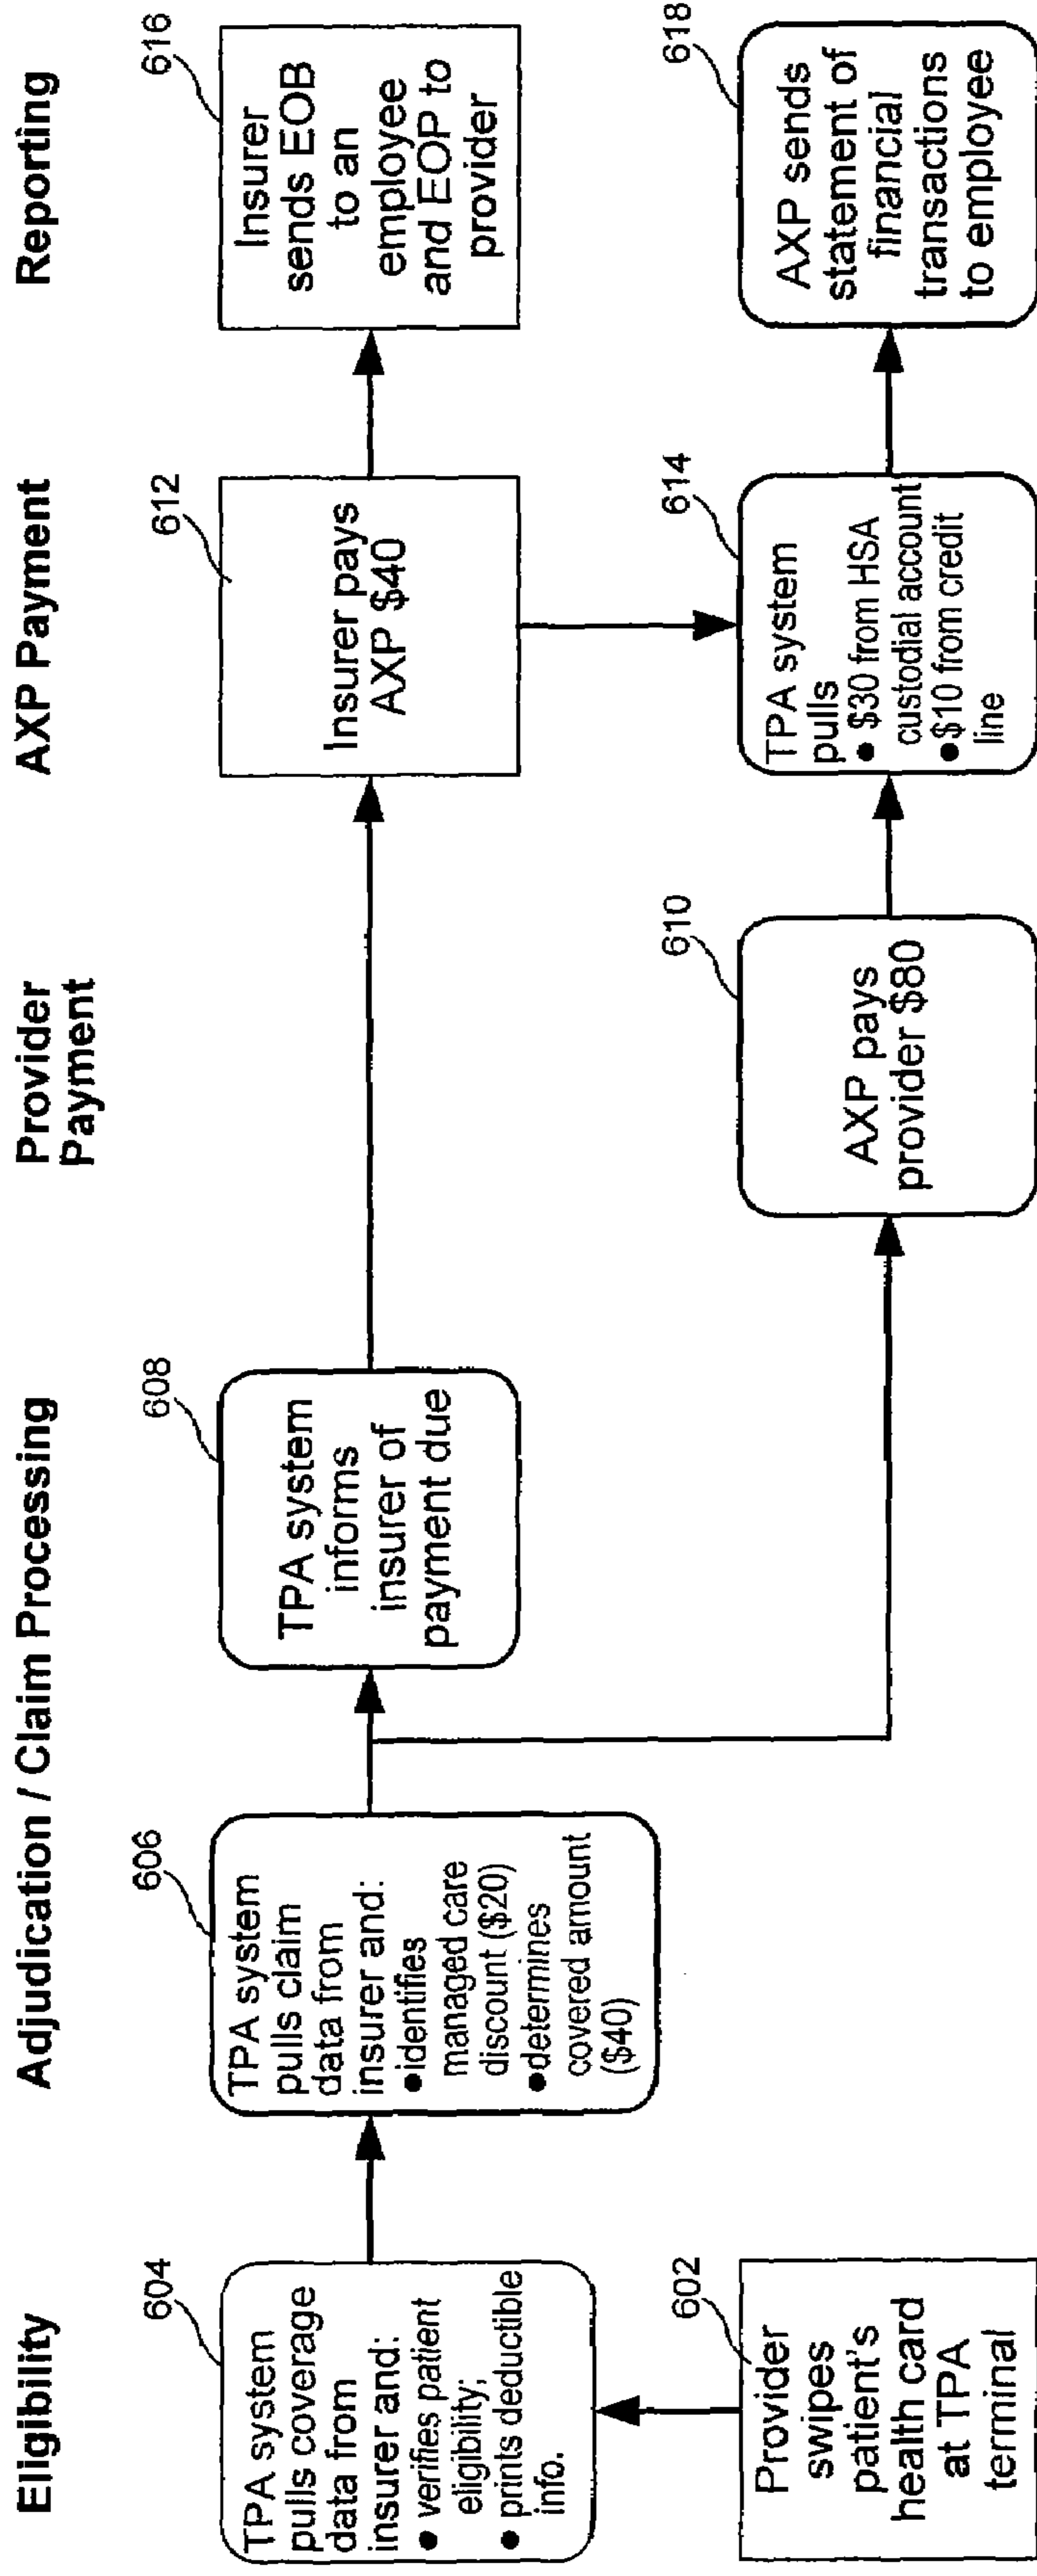 Eligibility
Adjudication / Claim Processing
Provider
Payment
AXP Payment
Reporting
604
TPA system
pulls coverage
data from
insurer and:
● verifies patient
eligibility;
● prints deductible
info.
602
Provider
swipes
patient's
health card
at TPA
terminal
606
TPA system
pulls claim
data from
insurer and:
●identifies
managed care
discount ($20)
●determines
covered amount
($40)
608
TPA system
informs
insurer of
payment due
610
AXP pays
provider $80
612
Insurer pays
AXP $40
614
TPA system
pulls
● $30 from HSA
custodial account
●$10 from credit
line
616
Insurer
sends EOB
to an
employee
and EOP to
provider
618
AXP sends
statement of
financial
transactions
to employee